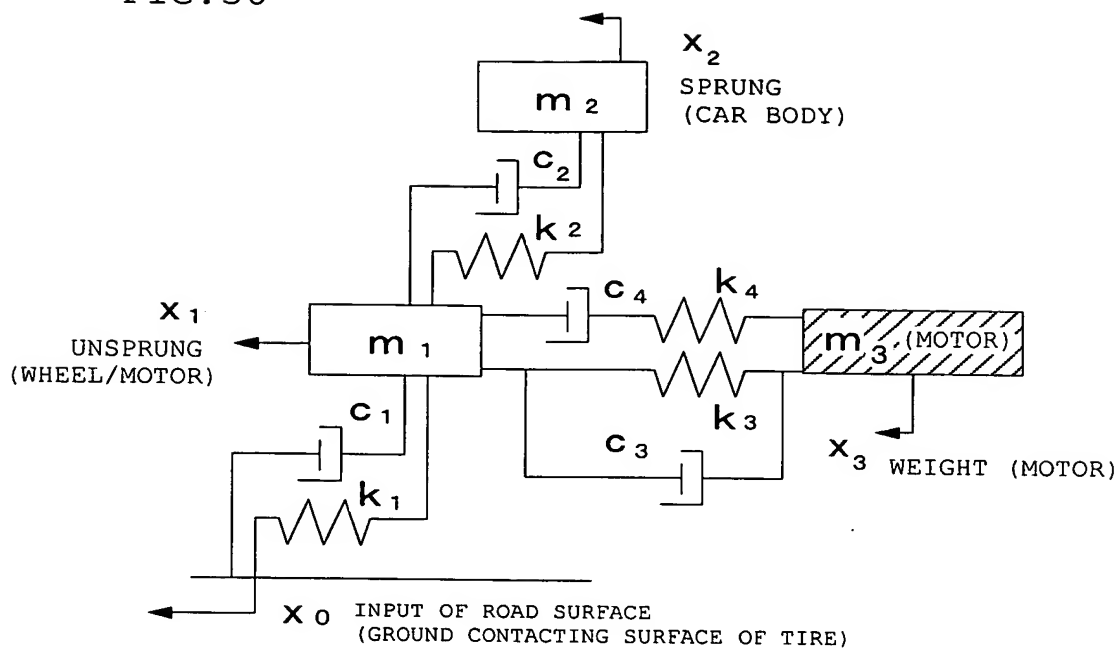 FIG.30
x2
SPRUNG
(CAR BODY)
m2
c2
k2
x1
UNSPRUNG
(WHEEL/MOTOR)
m1
c4
k4
m3 (MOTOR)
k3
c3
x3 WEIGHT (MOTOR)
c1
k1
x0 INPUT OF ROAD SURFACE
(GROUND CONTACTING SURFACE OF TIRE)